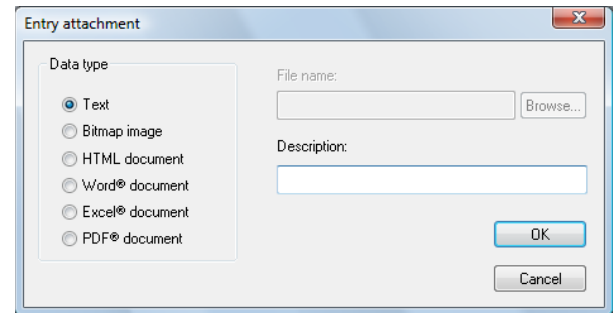 Entry attachment
Data type
Text
Bitmap image
HTML document
Word® document
Excel® document
PDF® document
File name:
Browse...
Description:
OK
Cancel